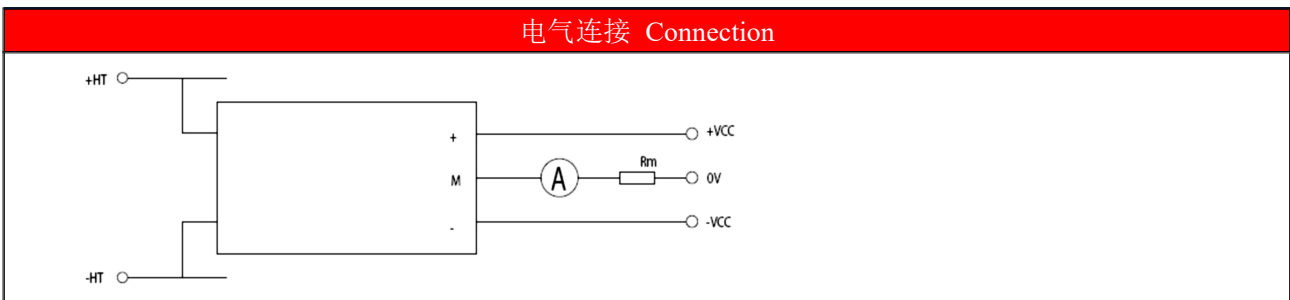 电气连接 Connection
+HT
+ +VCC
A Rm
M 0V
- -VCC
-HT